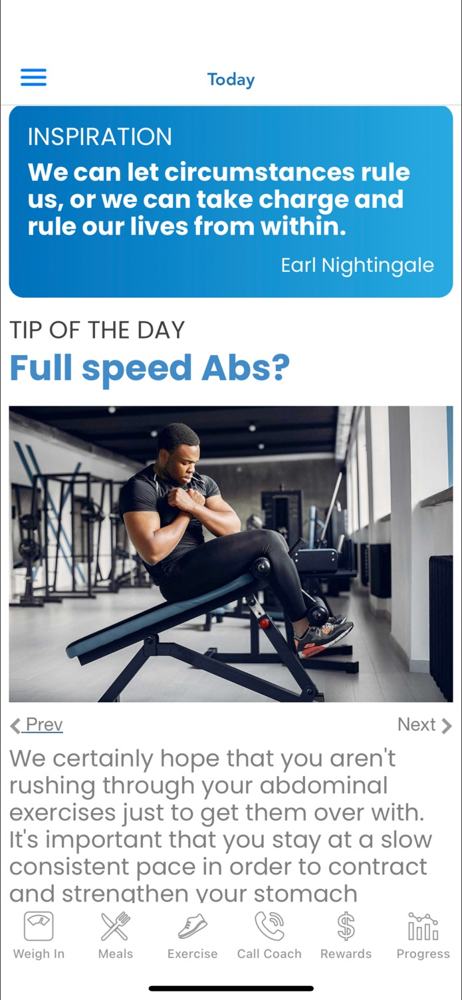 Today
INSPIRATION
We can let circumstances rule
us, or we can take charge and
rule our lives from within.
Earl Nightingale
TIP OF THE DAY
Full speed Abs?
Prev
Next
We certainly hope that you aren't
rushing through your abdominal
exercises just to get them over with.
It's important that you stay at a slow
consistent pace in order to contract
and strengthen your stomach
Weigh In
Meals
Exercise
Call Coach
Rewards
Progress